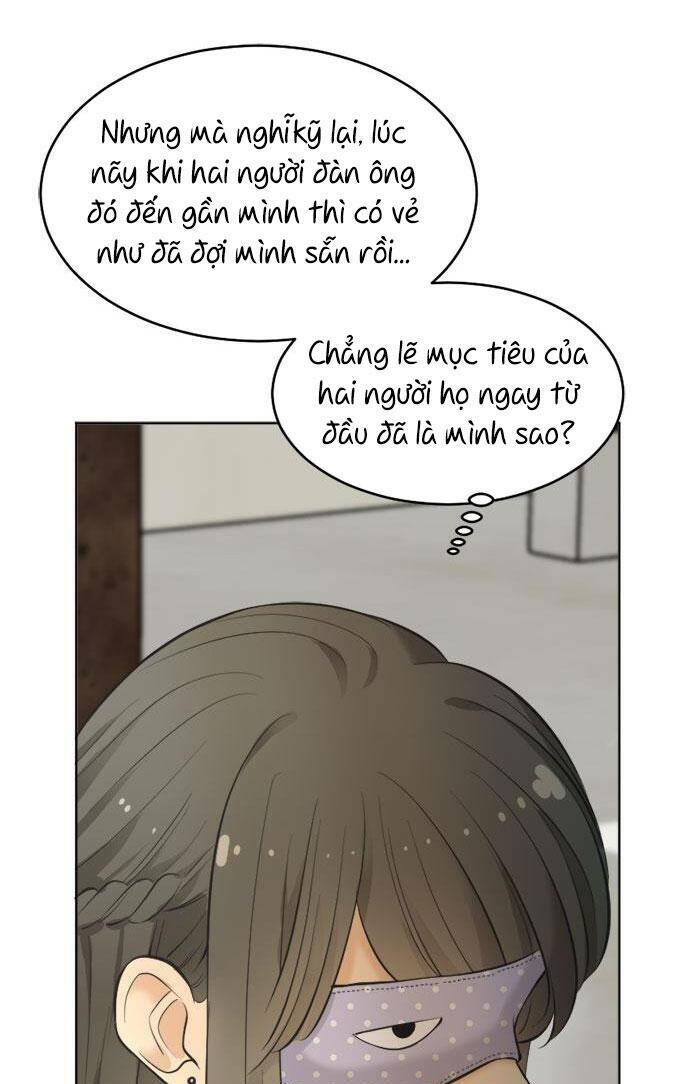 Nhưng mà nghĩkỹ lại, lúc
nãy khi hai người đàn ông
đó đến gần mình thì có vẻ
như đã đợi mình sẵn rồi...
Chẳng lẽ mục tiêu của
hai người họ ngay từ
đầu đã là mình sao?